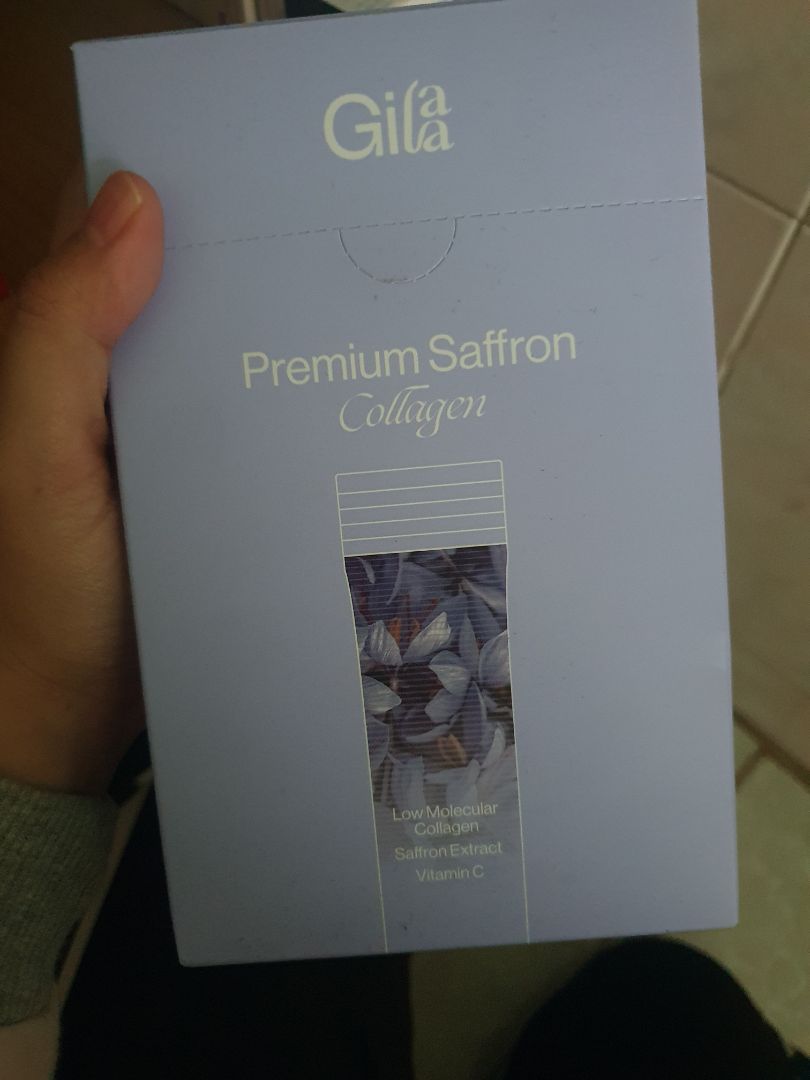 Gilaa
Premium Saffron
Collagen
Low Molecular
Collagen
Saffron Extract
Vitamin C